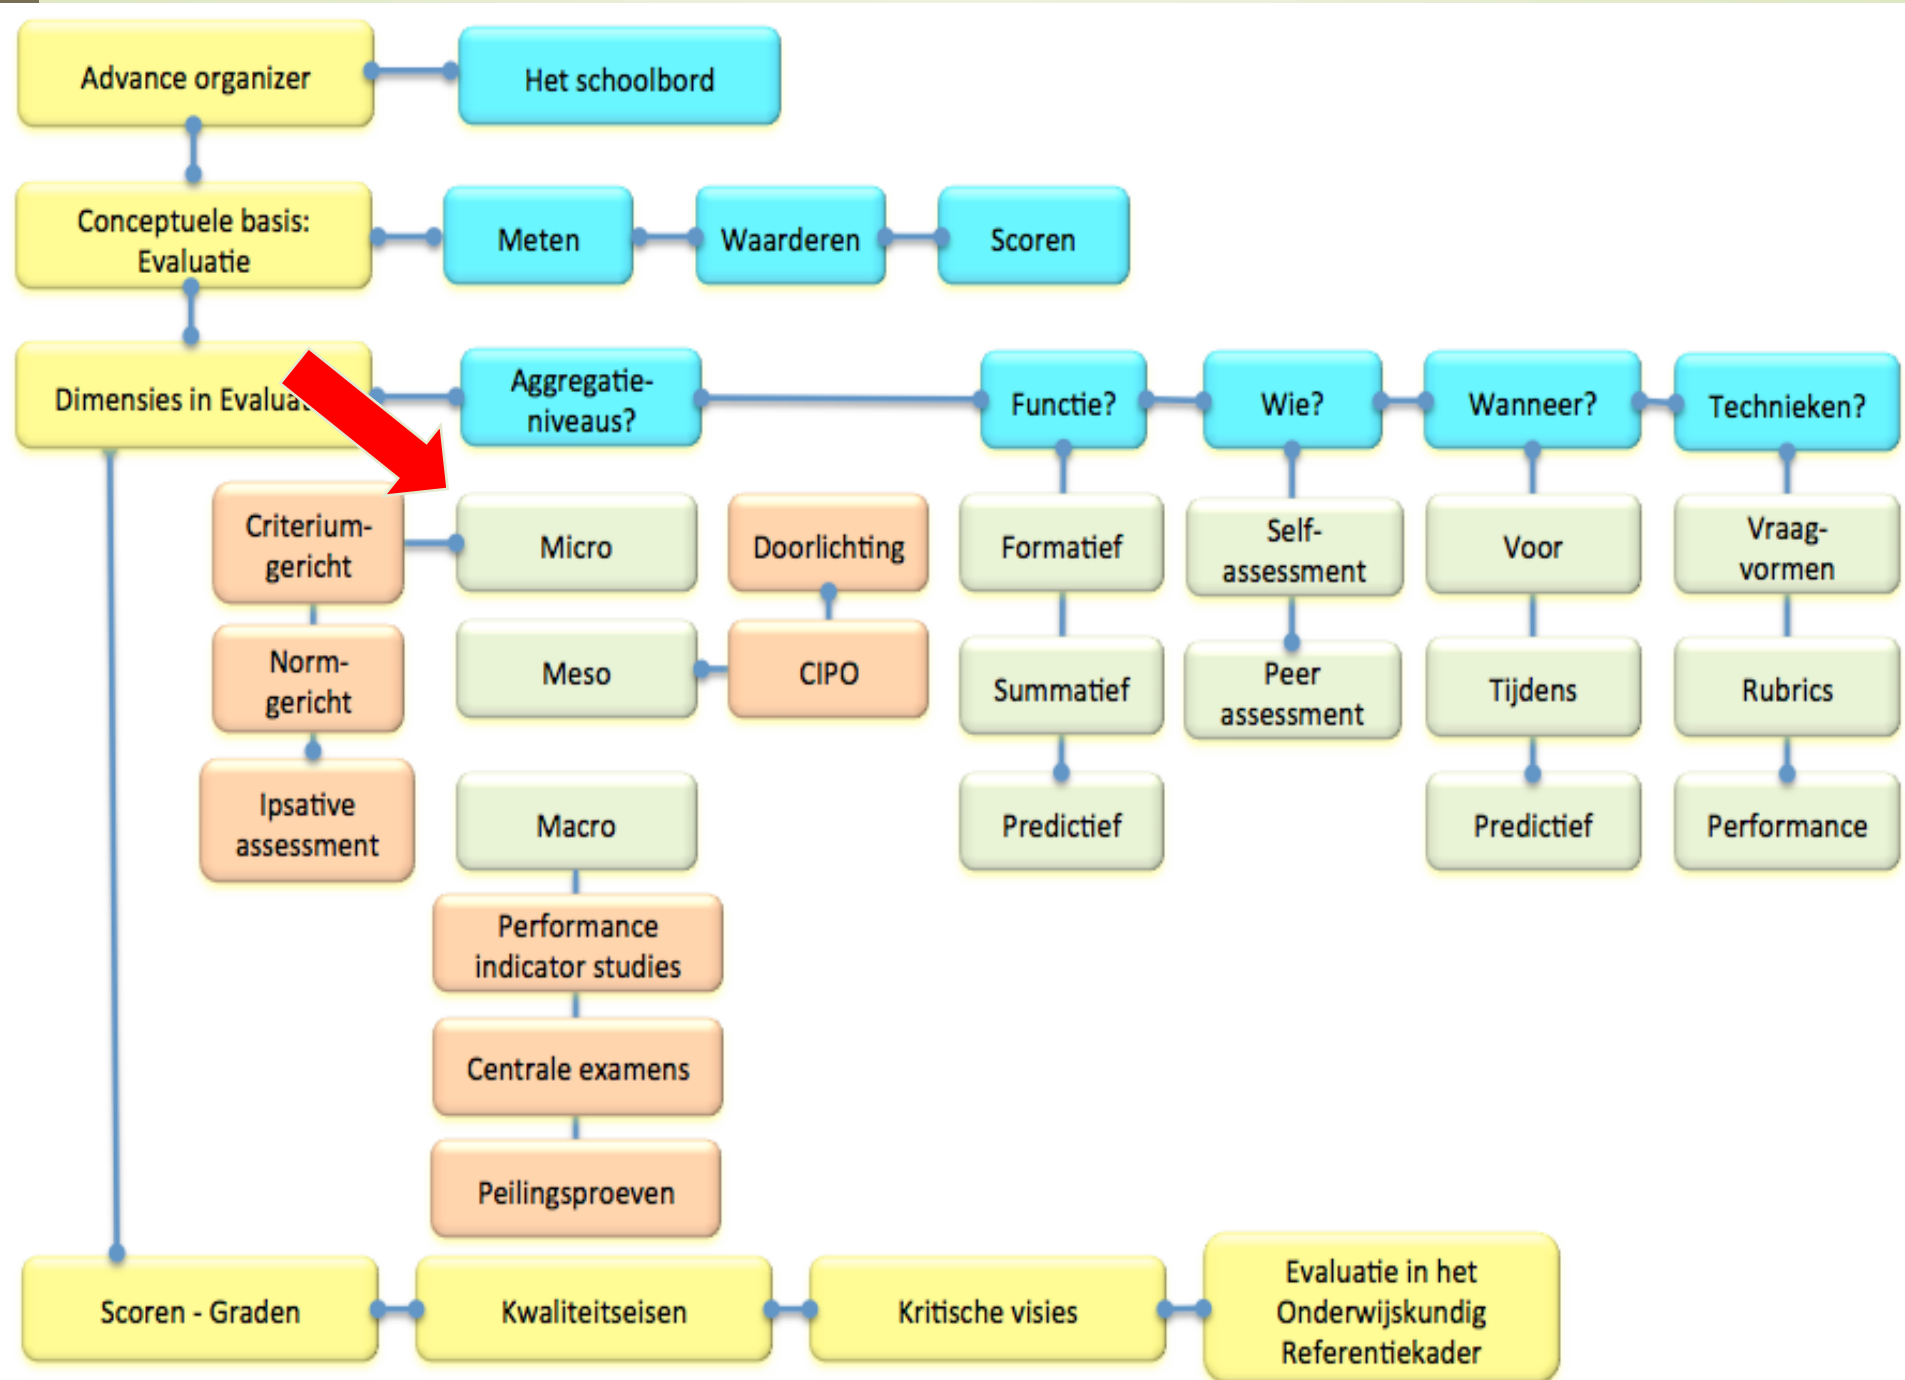 Advance organizer
Het schoolbord
Conceptuele basis:
Evaluatie
Meten
Waarderen
Scoren
Dimensies in Evaluat
Aggregatie-
niveaus?
Functie?
Wie?
Wanneer?
Technieken?
Criterium-
gericht
Micro
Doorlichting
Formatief
Self-
assessment
Voor
Vraag-
vormen
Norm-
gericht
Meso
CIPO
Summatief
Peer
assessment
Tijdens
Rubrics
Ipsative
assessment
Macro
Predictief
Predictief
Performance
Performance
indicator studies
Centrale examens
Peilingsproeven
Scoren - Graden
Kwaliteitseisen
Kritische visies
Evaluatie in het
Onderwijskundig
Referentiekader